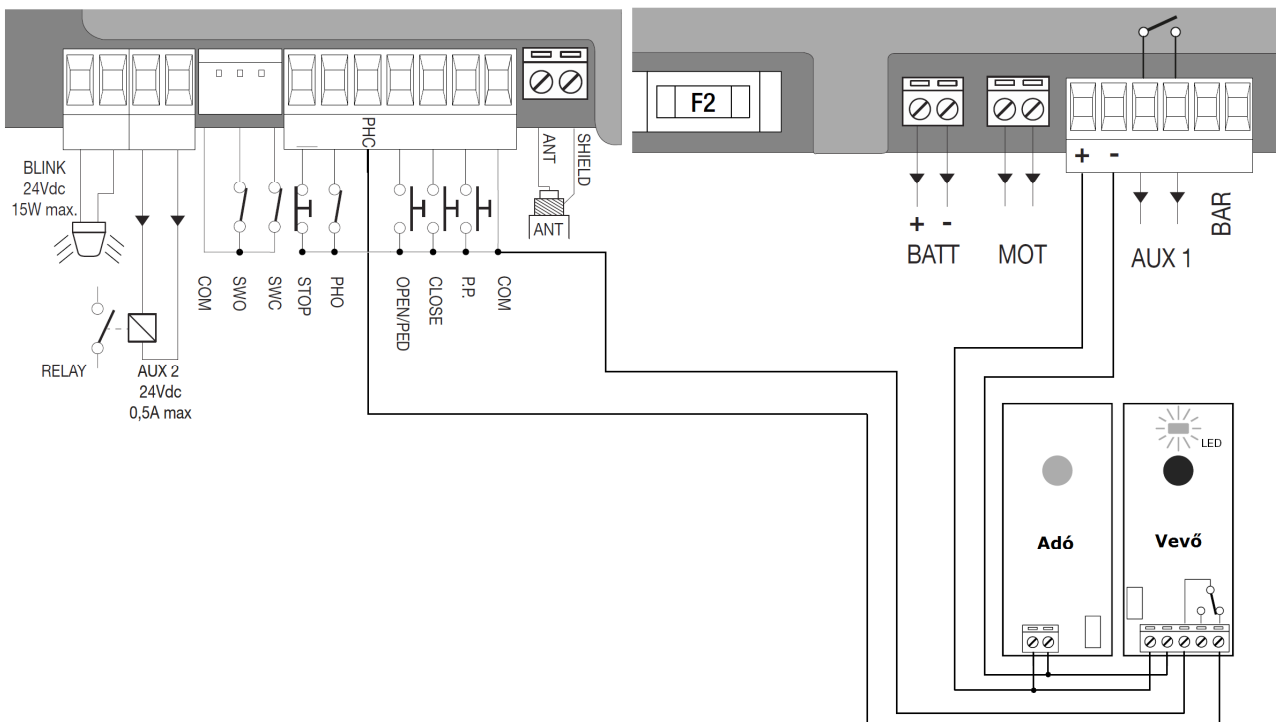 F2
PHC
ANT
SHIELD
BLINK
24Vdc
15W max.
ANT
COM
SWO
SWC
STOP
PHO
OPEN/PED
CLOSE
P.P.
COM
RELAY
AUX 2
24Vdc
0,5A max
+ -
+ -
BATT
MOT
AUX 1
BAR
LED
Adó
Vevő